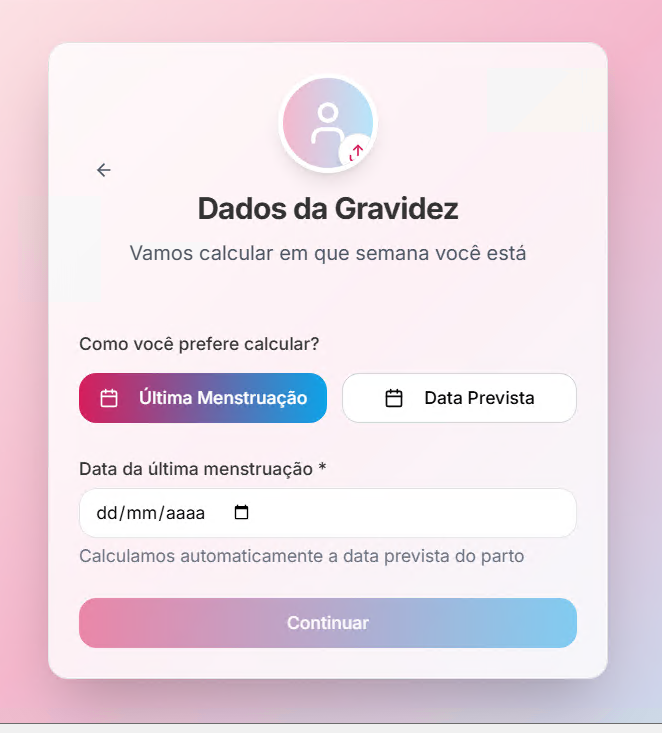 Dados da Gravidez
Vamos calcular em que semana você está
Como você prefere calcular?
Última Menstruação
Data Prevista
Data da última menstruação *
dd/mm/aaaa
Calculamos automaticamente a data prevista do parto
Continuar